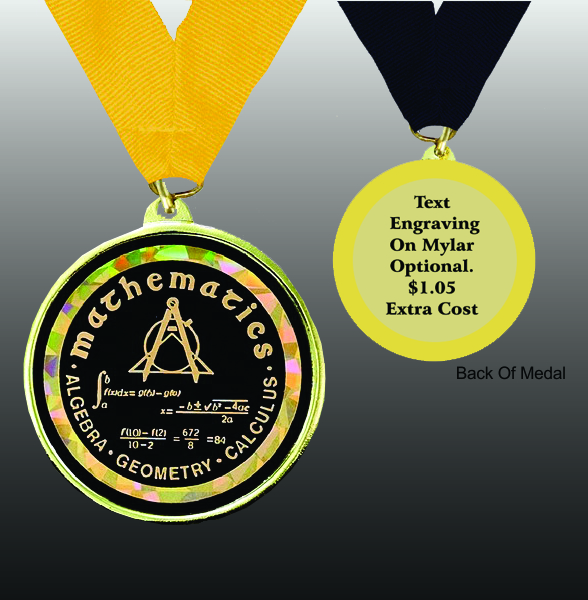 mathematics
∫ₐᵇ f(x)dx = g(b) – g(a)
x = –b ± √b² – 4ac / 2a
f(10) – f(2) / 10 – 2 = 672 / 8 = 84
· ALGEBRA · GEOMETRY · CALCULUS ·
Text
Engraving
On Mylar
Optional.
$1.05
Extra Cost
Back Of Medal